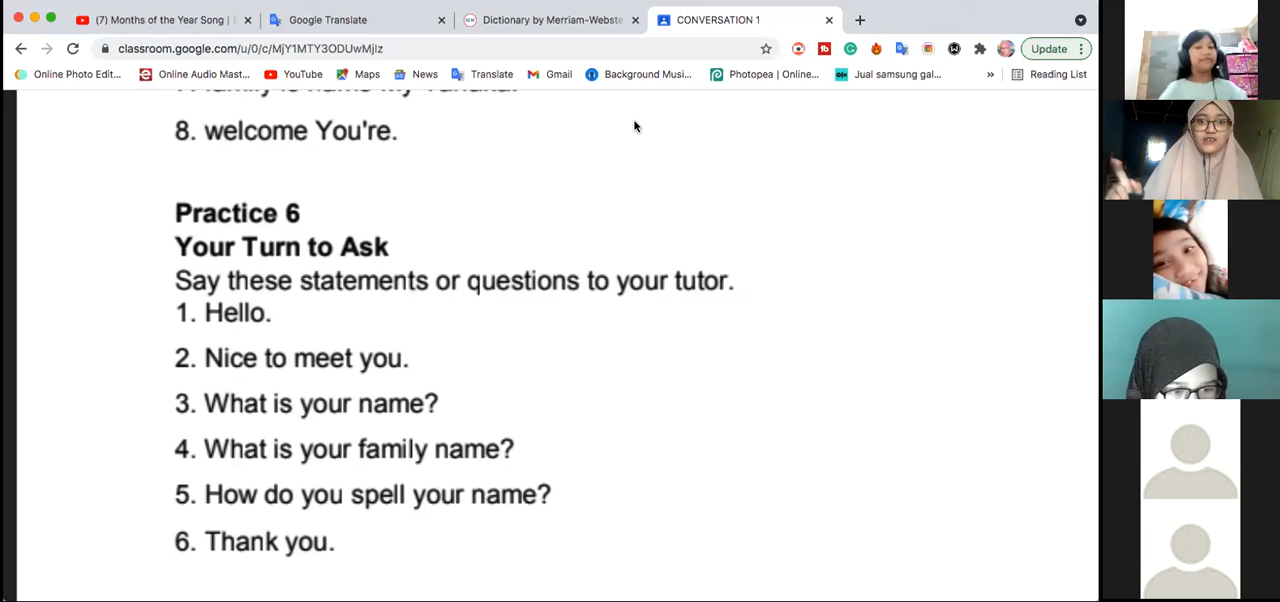 (7) Months of the Year Song | S
Google Translate
Dictionary by Merriam-Webste
CONVERSATION 1
classroom.google.com/u/0/c/MjY1MTY3ODUwMjIz
Update
Online Photo Edit...
Online Audio Mast...
YouTube
Maps
News
Translate
Gmail
Background Musi...
Photopea | Online...
Jual samsung gal...
»
Reading List
8. welcome You're.
Practice 6
Your Turn to Ask
Say these statements or questions to your tutor.
1. Hello.
2. Nice to meet you.
3. What is your name?
4. What is your family name?
5. How do you spell your name?
6. Thank you.